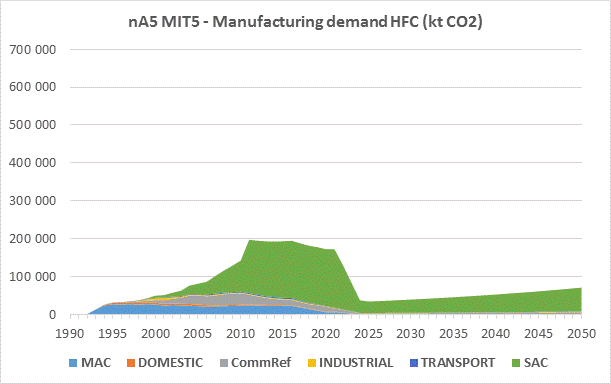 nA5 MIT5 - Manufacturing demand HFC (kt CO2)
700 000
600 000
500 000
400 000
300 000
200 000
100 000
0
1990 1995 2000 2005 2010 2015 2020 2025 2030 2035 2040 2045 2050
MAC DOMESTIC CommRef INDUSTRIAL TRANSPORT SAC